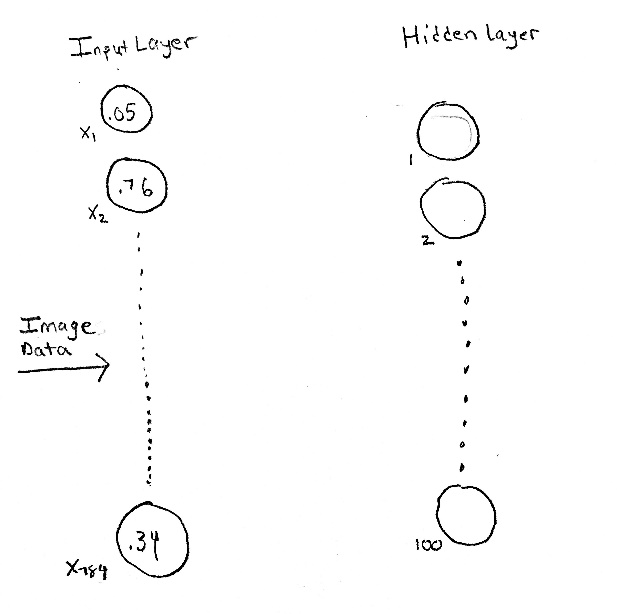 Input Layer
Hidden Layer
.05
X1
1
.76
X2
2
Image
Data
.34
X784
100